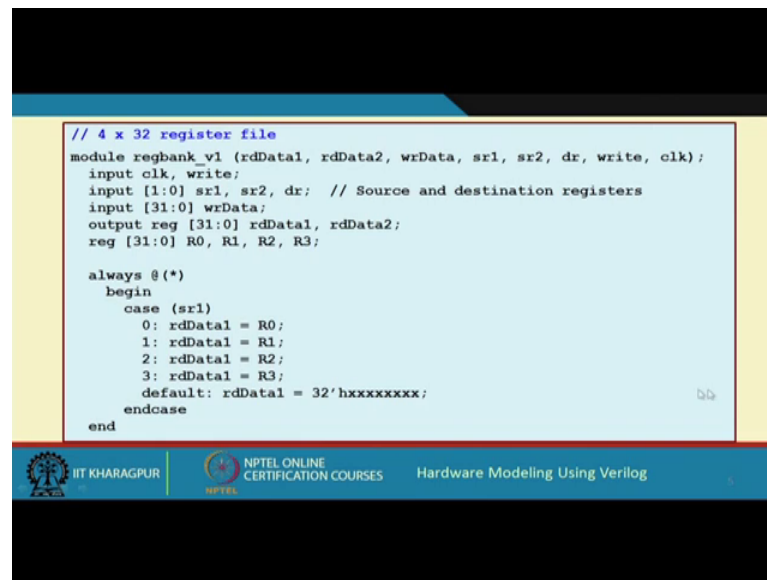 // 4 x 32 register file
module regbank_v1 (rdData1, rdData2, wrData, sr1, sr2, dr, write, clk);
input clk, write;
input [1:0] sr1, sr2, dr; // Source and destination registers
input [31:0] wrData;
output reg [31:0] rdData1, rdData2;
reg [31:0] R0, R1, R2, R3;
always @(*)
begin
case (sr1)
0: rdData1 = R0;
1: rdData1 = R1;
2: rdData1 = R2;
3: rdData1 = R3;
default: rdData1 = 32'hxxxxxxxx;
endcase
end
IIT KHARAGPUR
NPTEL
NPTEL ONLINE
CERTIFICATION COURSES
Hardware Modeling Using Verilog
5